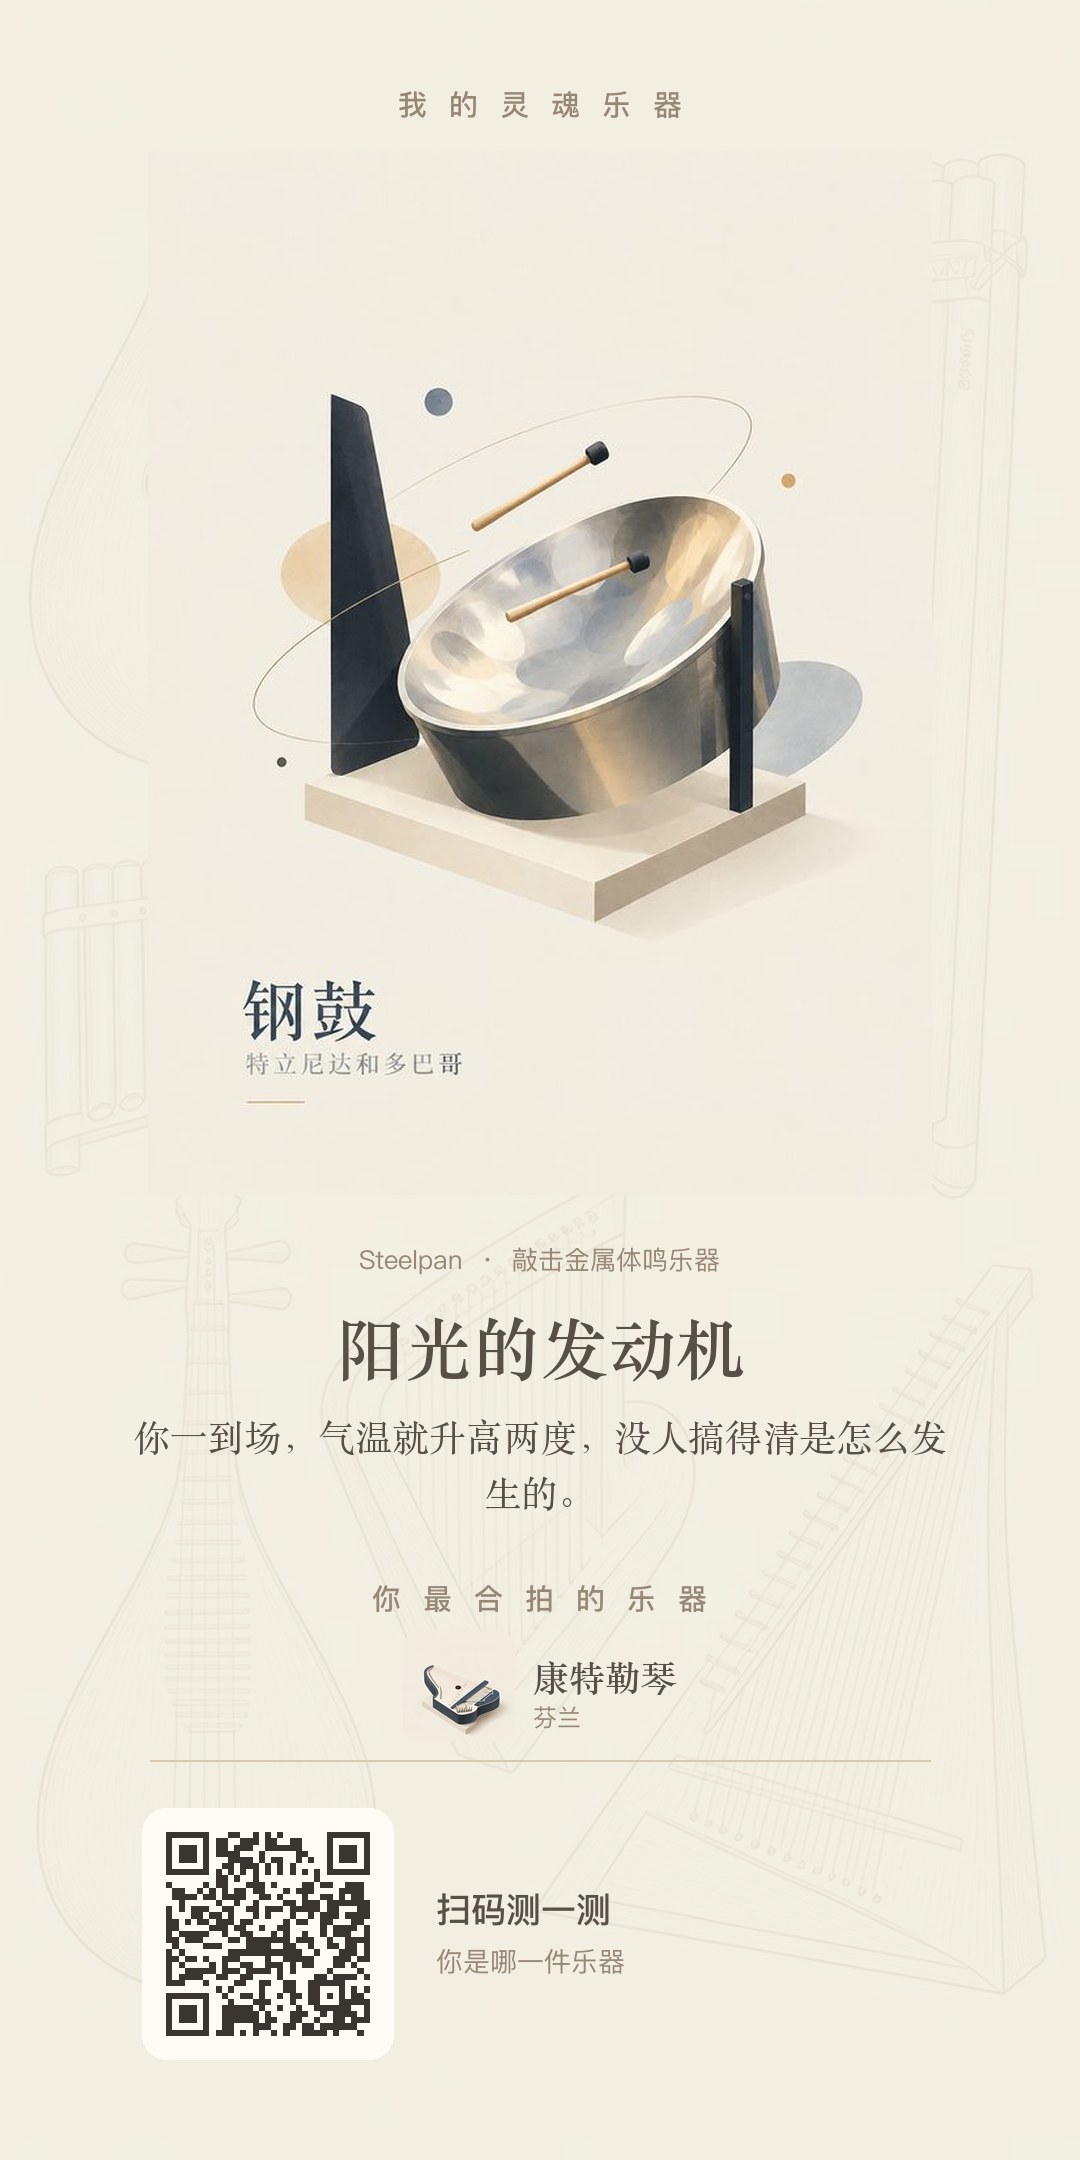 我的灵魂乐器
钢鼓
特立尼达和多巴哥
Steelpan · 敲击金属体鸣乐器
阳光的发动机
你一到场，气温就升高两度，没人搞得清是怎么发
生的。
你最合拍的乐器
康特勒琴
芬兰
扫码测一测
你是哪一件乐器